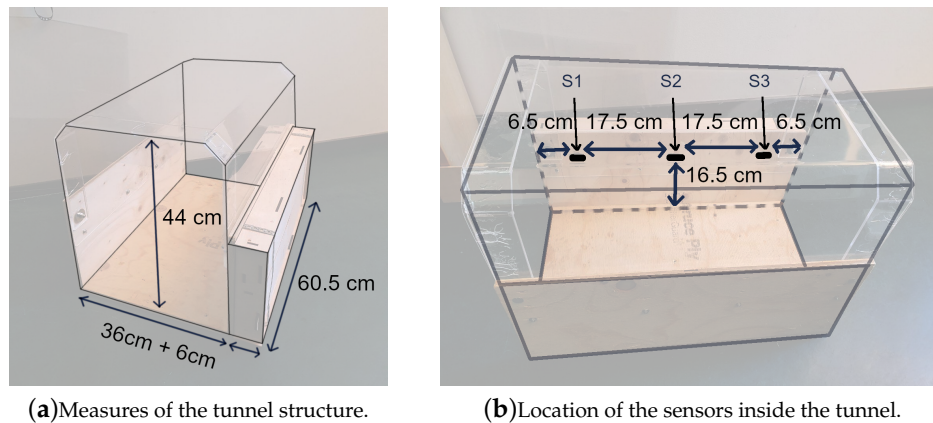 44 cm
60.5 cm
36cm + 6cm
S1 S2 S3
6.5 cm 17.5 cm 17.5 cm 6.5 cm
16.5 cm
(a)Measures of the tunnel structure.
(b)Location of the sensors inside the tunnel.